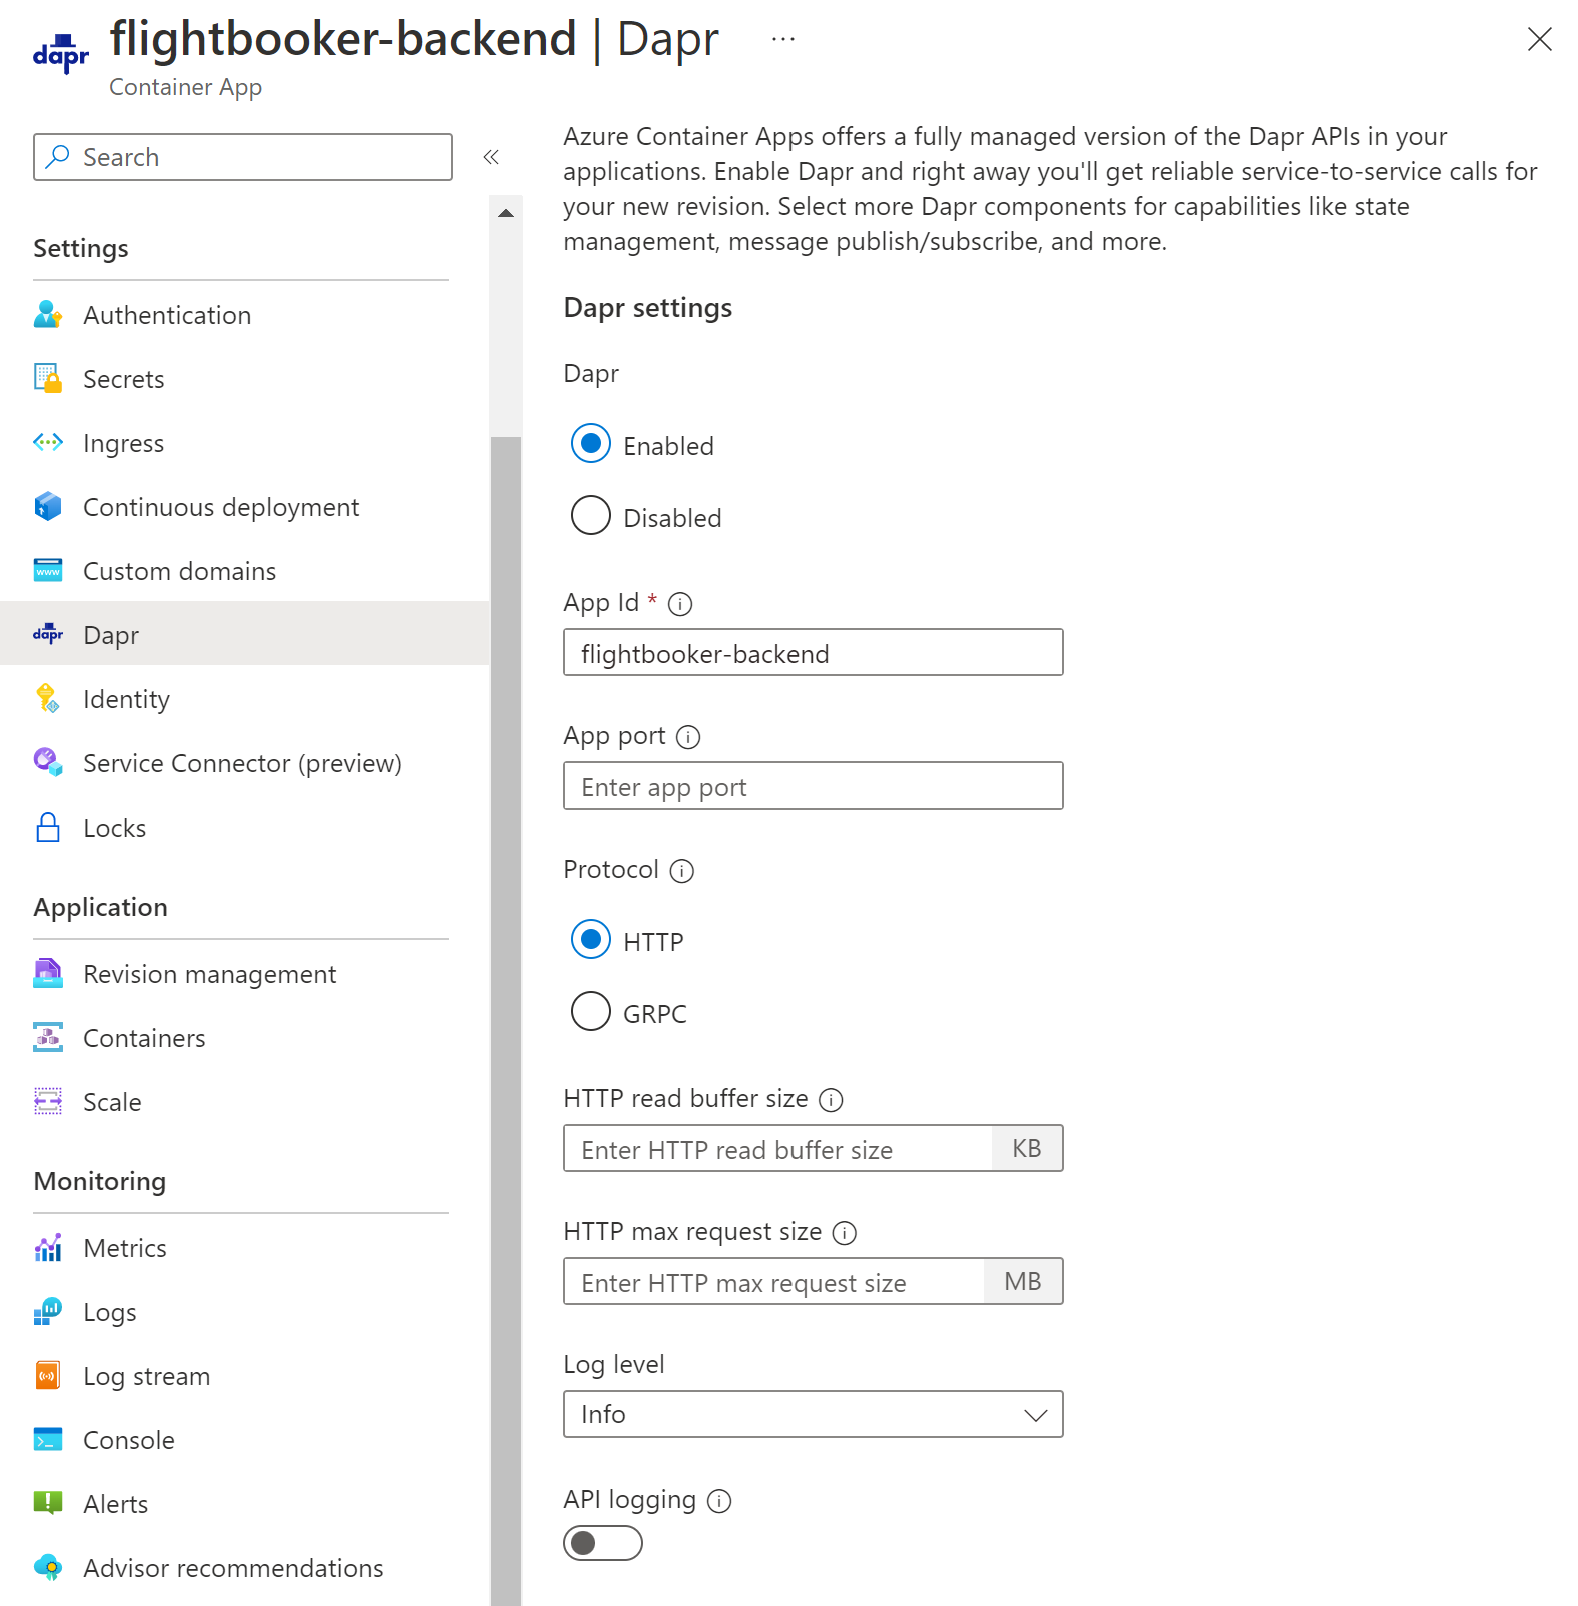 dapr
flightbooker-backend | Dapr ...
Container App
Search
Settings
Authentication
Secrets
Ingress
Continuous deployment
www
Custom domains
dapr
Dapr
Identity
Service Connector (preview)
Locks
Application
Revision management
Containers
Scale
Monitoring
Metrics
Logs
Log stream
Console
Alerts
Advisor recommendations
Azure Container Apps offers a fully managed version of the Dapr APIs in your
applications. Enable Dapr and right away you'll get reliable service-to-service calls for
your new revision. Select more Dapr components for capabilities like state
management, message publish/subscribe, and more.
Dapr settings
Dapr
Enabled
Disabled
App Id *
flightbooker-backend
App port
Enter app port
Protocol
HTTP
GRPC
HTTP read buffer size
Enter HTTP read buffer size KB
HTTP max request size
Enter HTTP max request size MB
Log level
Info
API logging